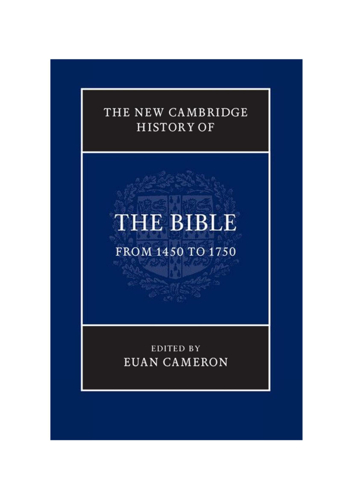 THE NEW CAMBRIDGE
HISTORY OF
THE BIBLE
FROM 1450 TO 1750
EDITED BY
EUAN CAMERON